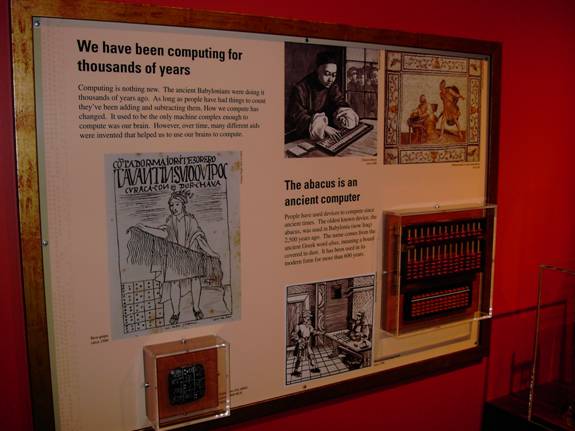 We have been computing for
thousands of years
Computing is nothing new. The ancient Babylonians were doing it
thousands of years ago. As long as people have had things to count
they've been adding and subtracting them. How we compute has
changed. It used to be the only machine complex enough to
compute was our brain. However, over time, many different aids
were invented that helped us to use our brains to compute.
The abacus is an
ancient computer
People have used devices to compute since
ancient times. The oldest known device, the
abacus, was used in Babylonia (now Iraq)
2,500 years ago. The name comes from the
ancient Greek word abax, meaning a board
covered in dust. It has been used in its
modern form for more than 600 years.